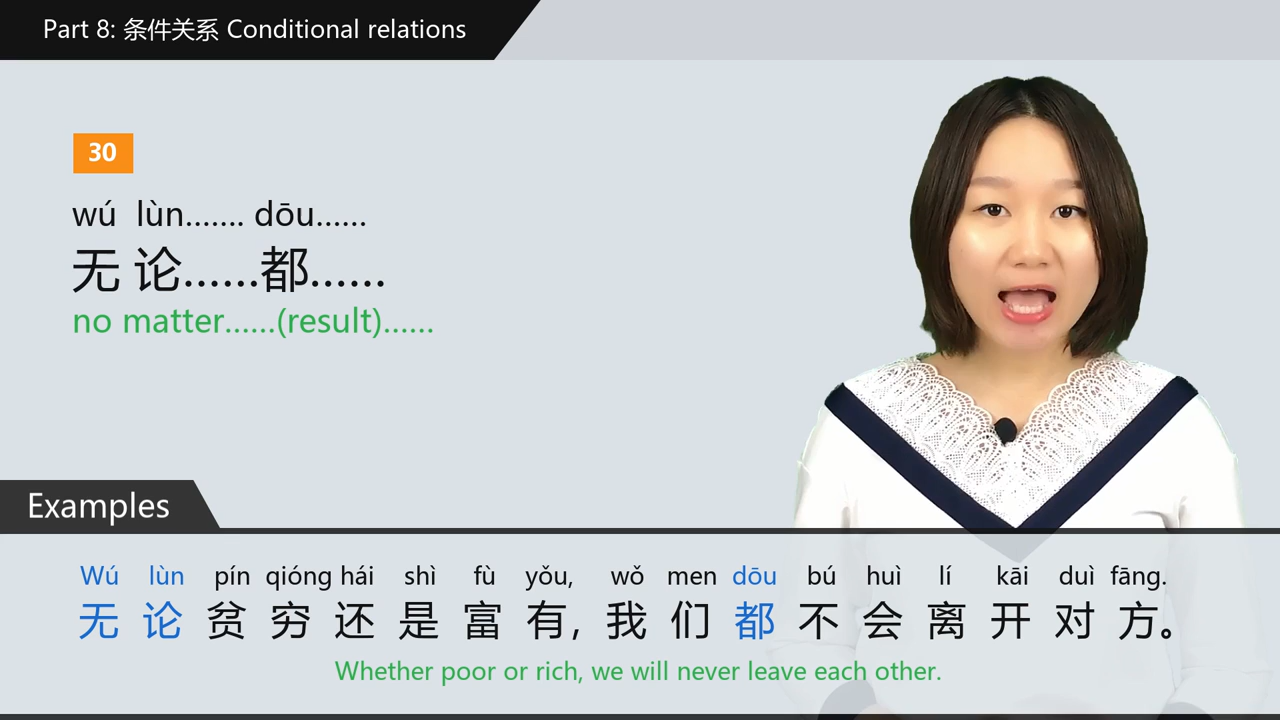 Part 8: 条件关系 Conditional relations
30
wú lùn....... dōu......
无 论......都......
no matter......(result)......
Examples
Wú lùn pín qióng hái shì fù yǒu, wǒ men dōu bú huì lí kāi duì fāng.
无 论 贫 穷 还 是 富 有, 我 们 都 不 会 离 开 对 方。
Whether poor or rich, we will never leave each other.